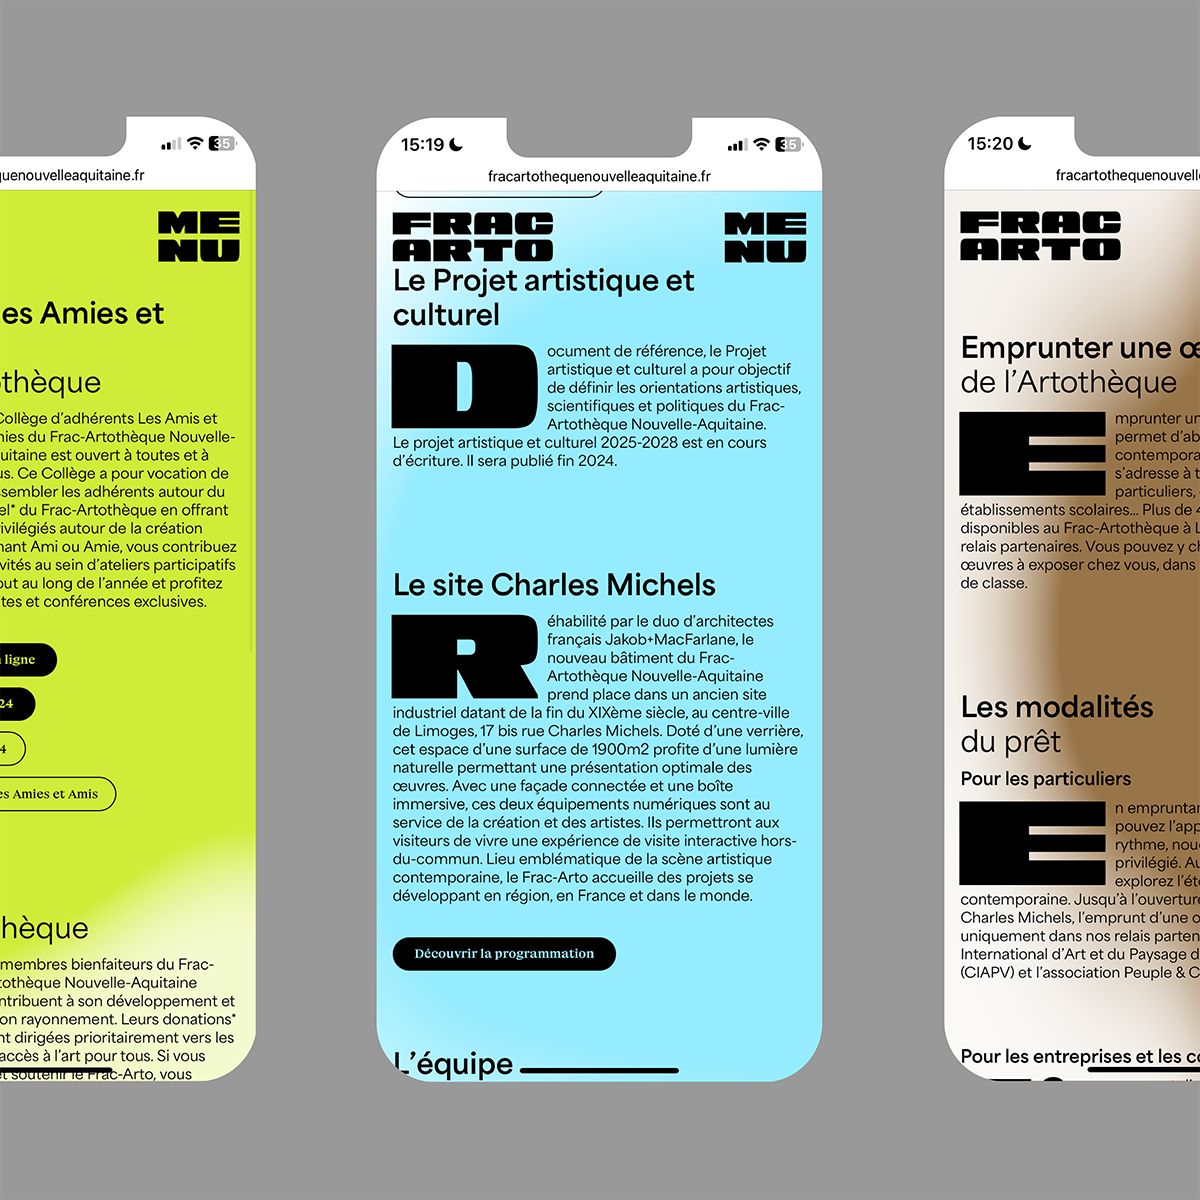 35
quenouvelleaquitaine.fr
ME
NU
es Amies et
othèque
Collège d'adhérents Les Amis et
mies du Frac-Artothèque Nouvelle-
uitaine est ouvert à toutes et à
us. Ce Collège a pour vocation de
ssembler les adhérents autour du
el* du Frac-Artothèque en offrant
rivilégiés autour de la création
nant Ami ou Amie, vous contribuez
vités au sein d'ateliers participatifs
out au long de l'année et profitez
tes et conférences exclusives.
ligne
24
4
es Amies et Amis
hèque
membres bienfaiteurs du Frac-
tothèque Nouvelle-Aquitaine
ntribuent à son développement et
on rayonnement. Leurs donations*
nt dirigées prioritairement vers les
accès à l'art pour tous. Si vous
et soutenir le Frac-Arto, vous
15:19
35
fracartothequenouvelleaquitaine.fr
FRAC
ARTO
ME
NU
Le Projet artistique et
culturel
Document de référence, le Projet
artistique et culturel a pour objectif
de définir les orientations artistiques,
scientifiques et politiques du Frac-
Artothèque Nouvelle-Aquitaine.
Le projet artistique et culturel 2025-2028 est en cours
d'écriture. Il sera publié fin 2024.
Le site Charles Michels
Réhabilité par le duo d'architectes
français Jakob+MacFarlane, le
nouveau bâtiment du Frac-
Artothèque Nouvelle-Aquitaine
prend place dans un ancien site
industriel datant de la fin du XIXème siècle, au centre-ville
de Limoges, 17 bis rue Charles Michels. Doté d'une verrière,
cet espace d'une surface de 1900m2 profite d'une lumière
naturelle permettant une présentation optimale des
œuvres. Avec une façade connectée et une boîte
immersive, ces deux équipements numériques sont au
service de la création et des artistes. Ils permettront aux
visiteurs de vivre une expérience de visite interactive hors-
du-commun. Lieu emblématique de la scène artistique
contemporaine, le Frac-Arto accueille des projets se
développant en région, en France et dans le monde.
Découvrir la programmation
L'équipe
15:20
fracartothequenouvelle
FRAC
ARTO
Emprunter une œ
de l'Artothèque
Emprunter un
permet d'ab
contempora
s'adresse à t
particuliers,
établissements scolaires... Plus de 4
disponibles au Frac-Artothèque à L
relais partenaires. Vous pouvez y ch
œuvres à exposer chez vous, dans
de classe.
Les modalités
du prêt
Pour les particuliers
En empruntan
pouvez l'app
rythme, nou
privilégié. Au
explorez l'éte
contemporaine. Jusqu'à l'ouverture
Charles Michels, l'emprunt d'une o
uniquement dans nos relais parten
International d'Art et du Paysage d
(CIAPV) et l'association Peuple & C
Pour les entreprises et les co